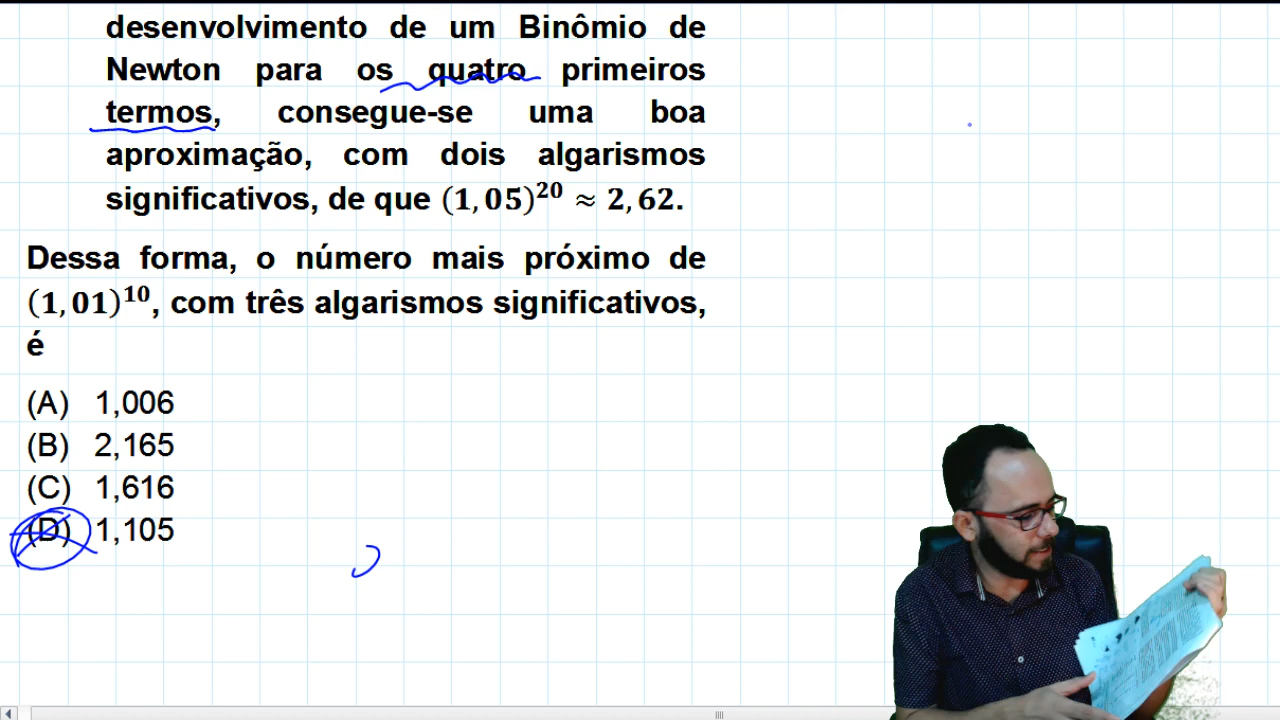 desenvolvimento de um Binômio de
Newton para os quatro primeiros
termos, consegue-se uma boa
aproximação, com dois algarismos
significativos, de que (1,05)²⁰ ≈ 2,62.
Dessa forma, o número mais próximo de
(1,01)¹⁰, com três algarismos significativos,
é
(A) 1,006
(B) 2,165
(C) 1,616
(D) 1,105